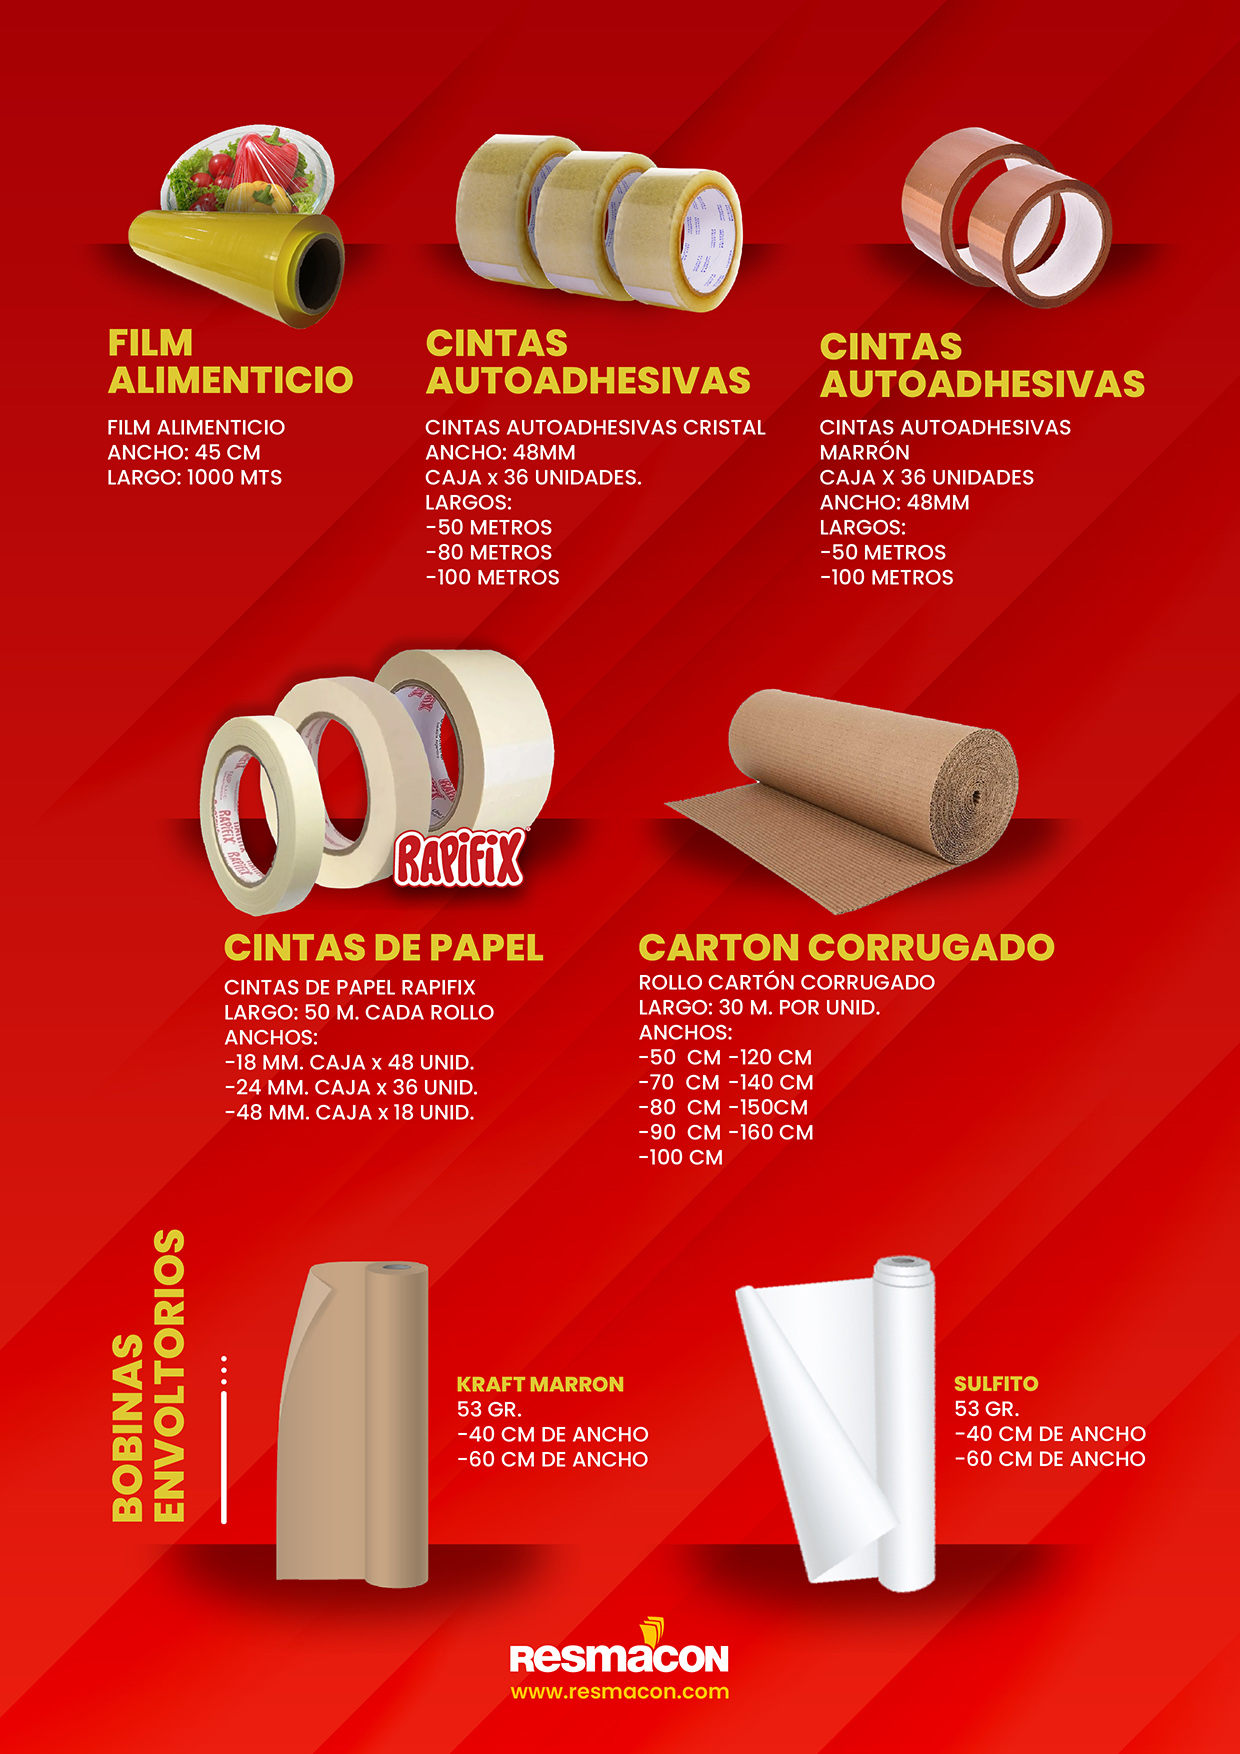 FILM
ALIMENTICIO
FILM ALIMENTICIO
ANCHO: 45 CM
LARGO: 1000 MTS
CINTAS
AUTOADHESIVAS
CINTAS AUTOADHESIVAS CRISTAL
ANCHO: 48MM
CAJA x 36 UNIDADES.
LARGOS:
-50 METROS
-80 METROS
-100 METROS
CINTAS
AUTOADHESIVAS
CINTAS AUTOADHESIVAS
MARRÓN
CAJA X 36 UNIDADES
ANCHO: 48MM
LARGOS:
-50 METROS
-100 METROS
RAPIFIX
RAPIFIX
RAPIFIX
CINTAS DE PAPEL
CINTAS DE PAPEL RAPIFIX
LARGO: 50 M. CADA ROLLO
ANCHOS:
-18 MM. CAJA x 48 UNID.
-24 MM. CAJA x 36 UNID.
-48 MM. CAJA x 18 UNID.
CARTON CORRUGADO
ROLLO CARTÓN CORRUGADO
LARGO: 30 M. POR UNID.
ANCHOS:
-50 CM -120 CM
-70 CM -140 CM
-80 CM -150CM
-90 CM -160 CM
-100 CM
BOBINAS
ENVOLTORIOS
KRAFT MARRON
53 GR.
-40 CM DE ANCHO
-60 CM DE ANCHO
SULFITO
53 GR.
-40 CM DE ANCHO
-60 CM DE ANCHO
RESMACON
www.resmacon.com